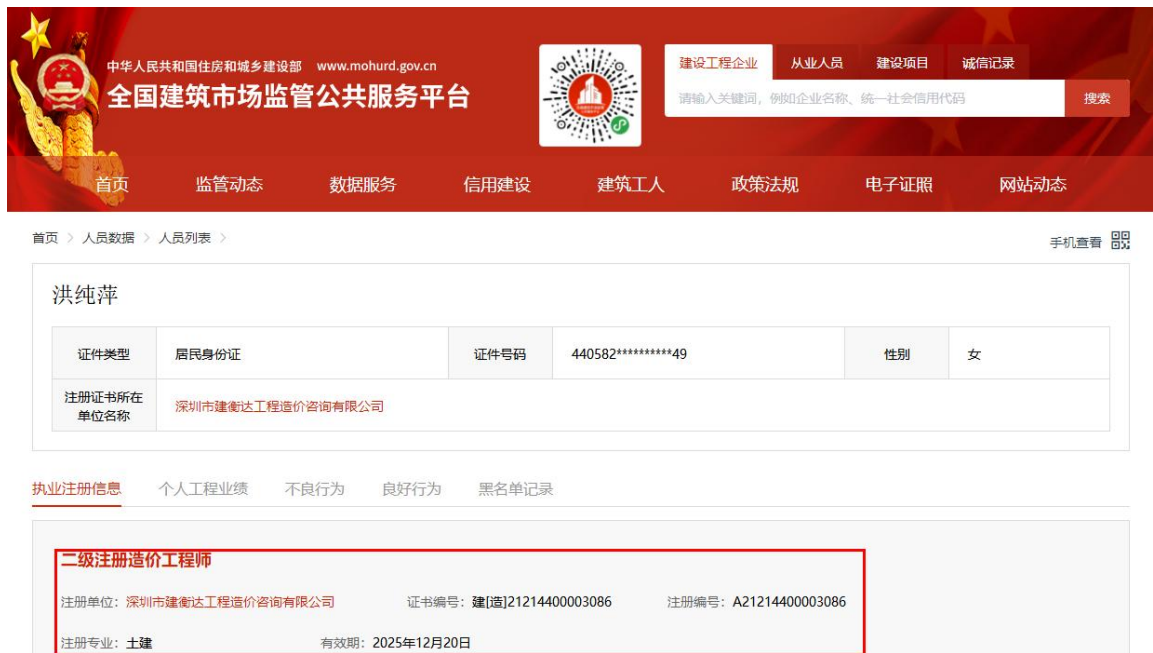 中华人民共和国住房和城乡建设部 www.mohurd.gov.cn
全国建筑市场监管公共服务平台
建设工程企业 从业人员 建设项目 诚信记录
请输入关键词，例如企业名称、统一社会信用代码 搜索
首页 监管动态 数据服务 信用建设 建筑工人 政策法规 电子证照 网站动态
首页 > 人员数据 > 人员列表 >
手机查看
洪纯萍
证件类型 居民身份证 证件号码 440582**********49 性别 女
注册证书所在单位名称 深圳市建衡达工程造价咨询有限公司
执业注册信息 个人工程业绩 不良行为 良好行为 黑名单记录
二级注册造价工程师
注册单位：深圳市建衡达工程造价咨询有限公司 证书编号：建[造]21214400003086 注册编号：A21214400003086
注册专业：土建 有效期：2025年12月20日